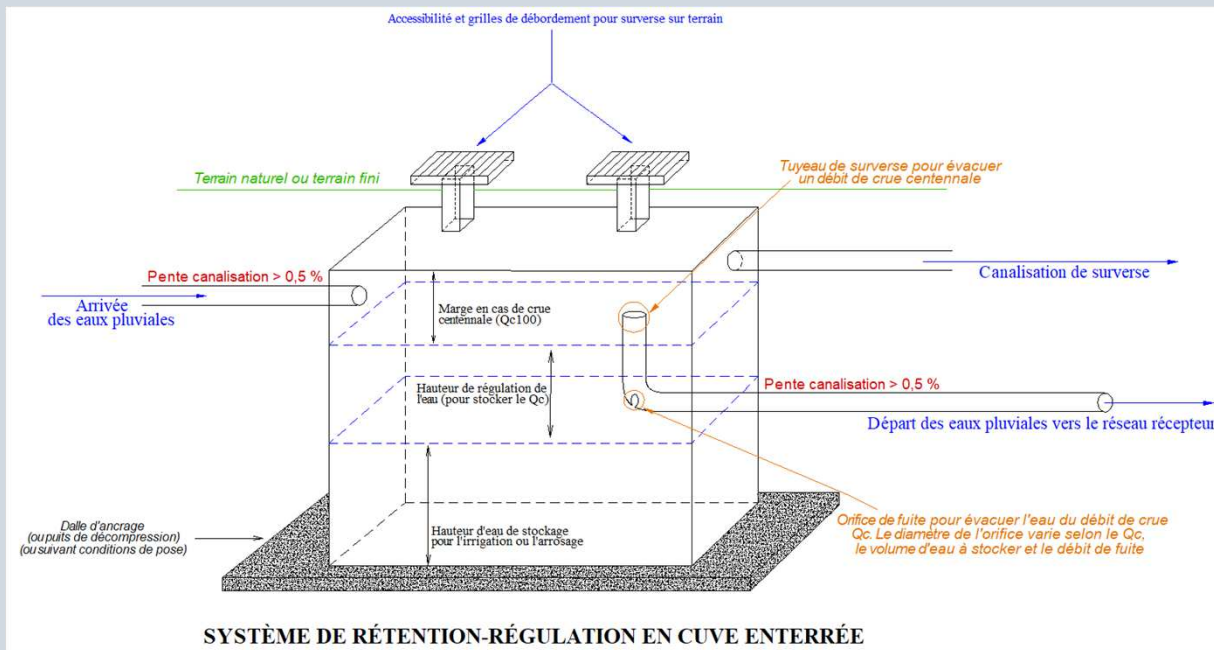 Accessibilité et grilles de débordement pour surverse sur terrain
Terrain naturel ou terrain fini
Tuyeau de surverse pour évacuer
un débit de crue centennale
Pente canalisation > 0,5 %
Arrivée
des eaux pluviales
Canalisation de surverse
Marge en cas de crue
centennale (Qc100)
Hauteur de régulation de
l'eau (pour stocker le Qc)
Pente canalisation > 0,5 %
Départ des eaux pluviales vers le réseau récepteur
Dalle d'ancrage
(ou puits de décompression)
(ou suivant conditions de pose)
Hauteur d'eau de stockage
pour l'irrigation ou l'arrosage
Orifice de fuite pour évacuer l'eau du débit de crue
Qc. Le diamètre de l'orifice varie selon le Qc,
le volume d'eau à stocker et le débit de fuite
SYSTÈME DE RÉTENTION-RÉGULATION EN CUVE ENTERRÉE